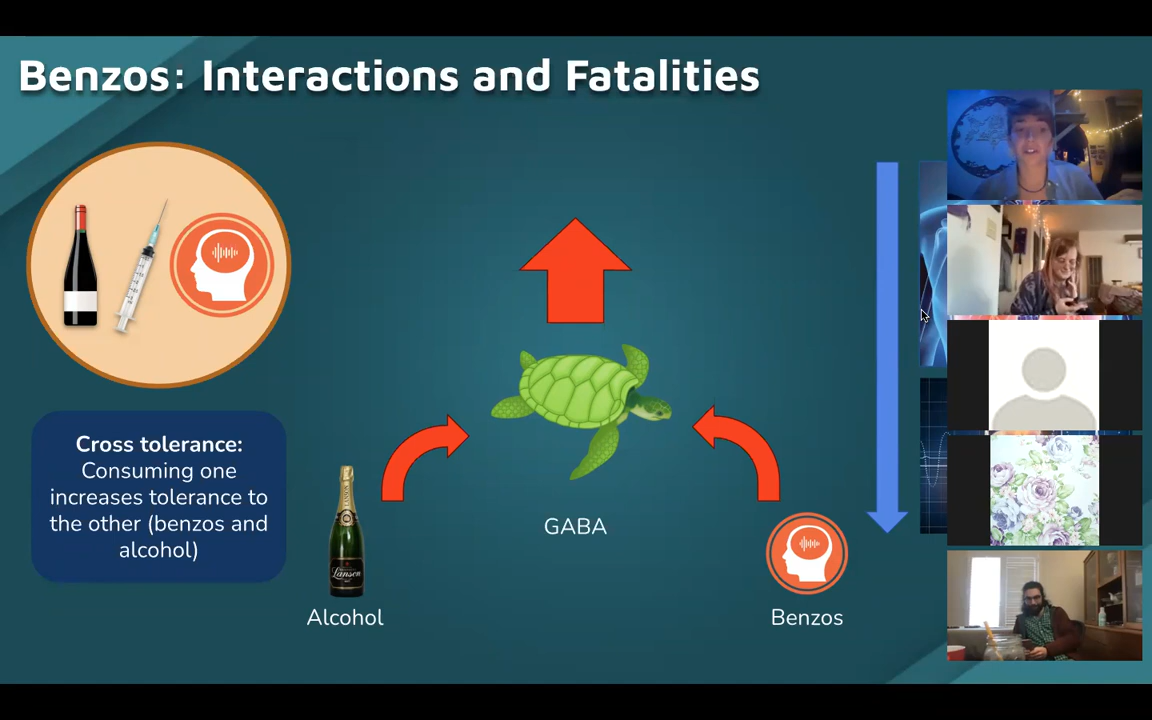 Benzos: Interactions and Fatalities
Cross tolerance:
Consuming one
increases tolerance to
the other (benzos and
alcohol)
GABA
Lanson
Alcohol
Benzos